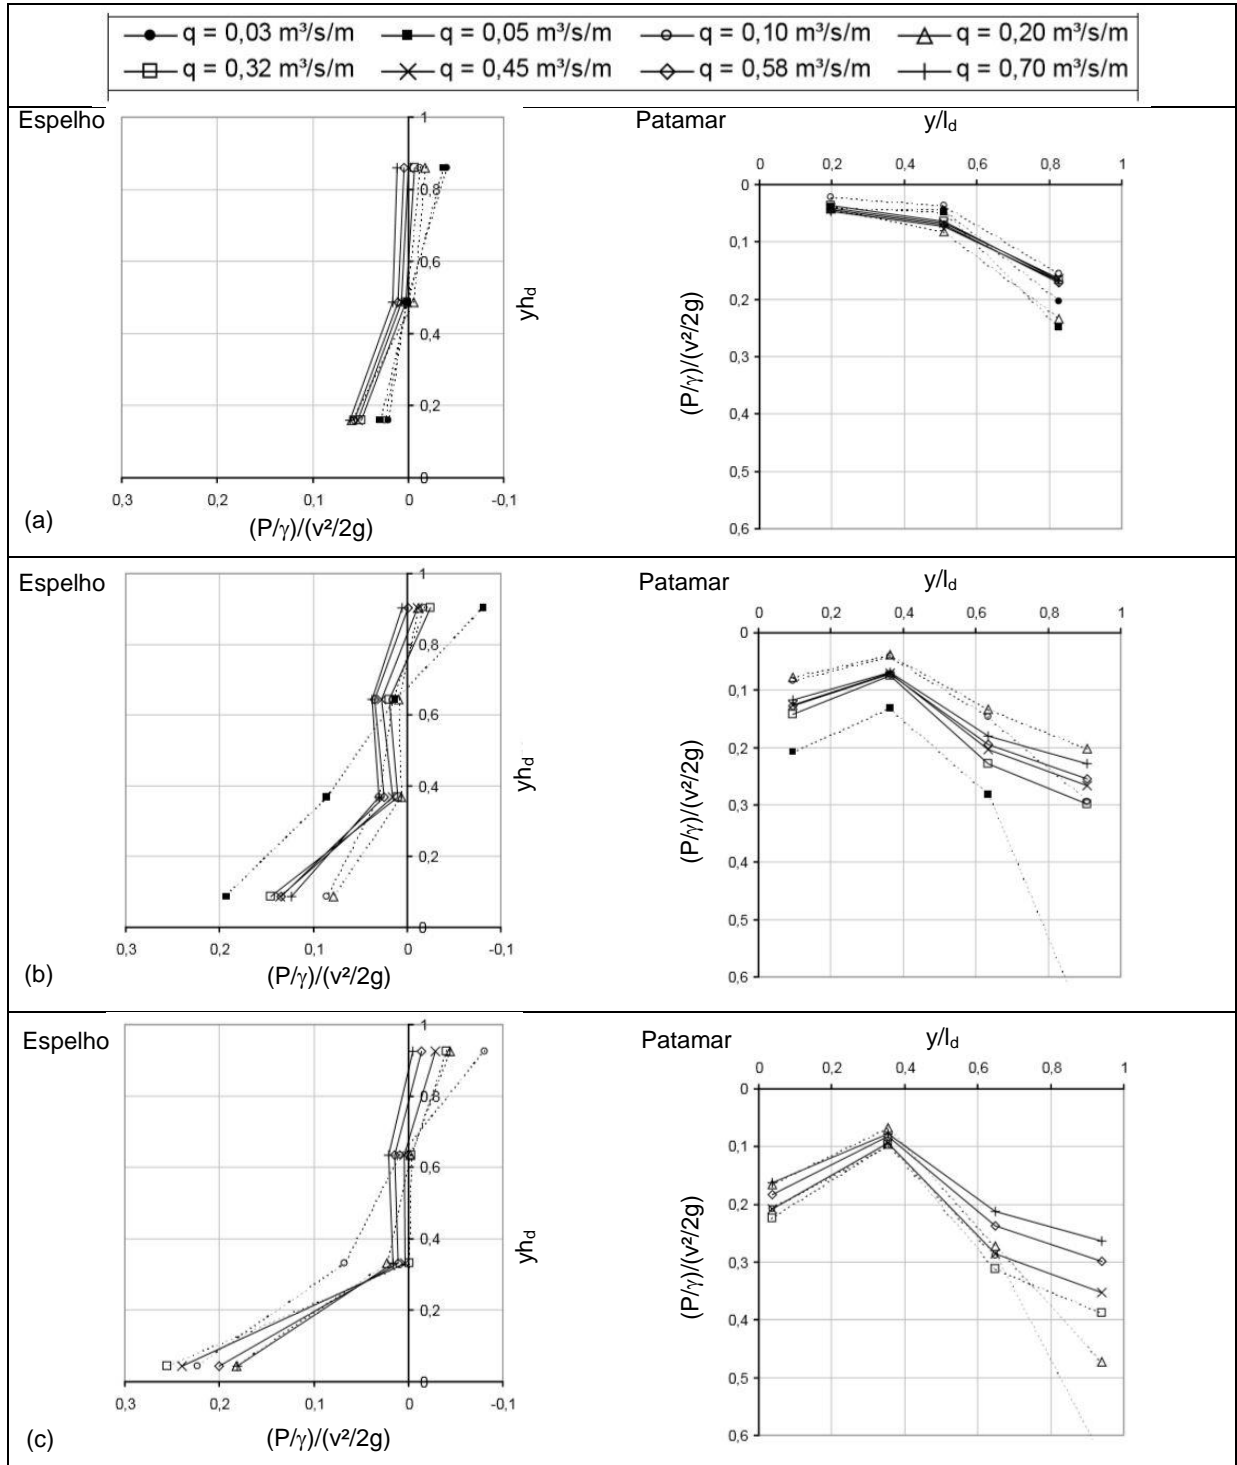 q = 0,03 m³/s/m q = 0,05 m³/s/m q = 0,10 m³/s/m q = 0,20 m³/s/m
q = 0,32 m³/s/m q = 0,45 m³/s/m q = 0,58 m³/s/m q = 0,70 m³/s/m
Espelho
1
0,8
0,6
0,4
0,2
0
0,3 0,2 0,1 0 -0,1
yh_d
(P/γ)/(v²/2g)
(a)
Patamar
y/l_d
0 0,2 0,4 0,6 0,8 1
0
0,1
0,2
0,3
0,4
0,5
0,6
(P/γ)/(v²/2g)
Espelho
1
0,8
0,6
0,4
0,2
0
0,3 0,2 0,1 0 -0,1
yh_d
(P/γ)/(v²/2g)
(b)
Patamar
y/l_d
0 0,2 0,4 0,6 0,8 1
0
0,1
0,2
0,3
0,4
0,5
0,6
(P/γ)/(v²/2g)
Espelho
1
0,8
0,6
0,4
0,2
0
0,3 0,2 0,1 0 -0,1
yh_d
(P/γ)/(v²/2g)
(c)
Patamar
y/l_d
0 0,2 0,4 0,6 0,8 1
0
0,1
0,2
0,3
0,4
0,5
0,6
(P/γ)/(v²/2g)